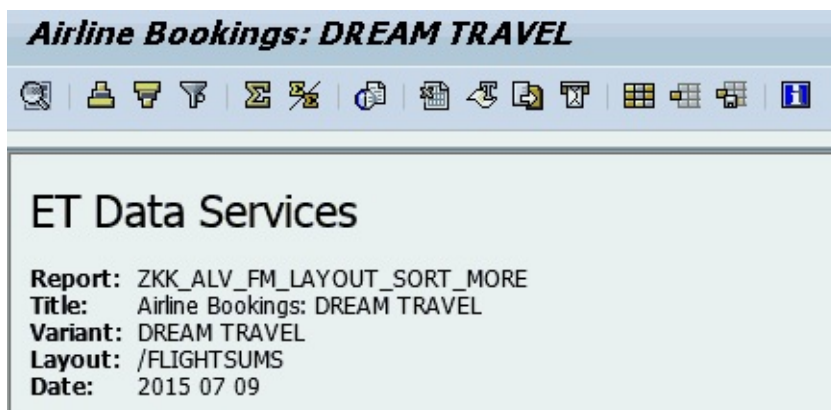 Airline Bookings: DREAM TRAVEL
ET Data Services
Report: ZKK_ALV_FM_LAYOUT_SORT_MORE
Title: Airline Bookings: DREAM TRAVEL
Variant: DREAM TRAVEL
Layout: /FLIGHTSUMS
Date: 2015 07 09